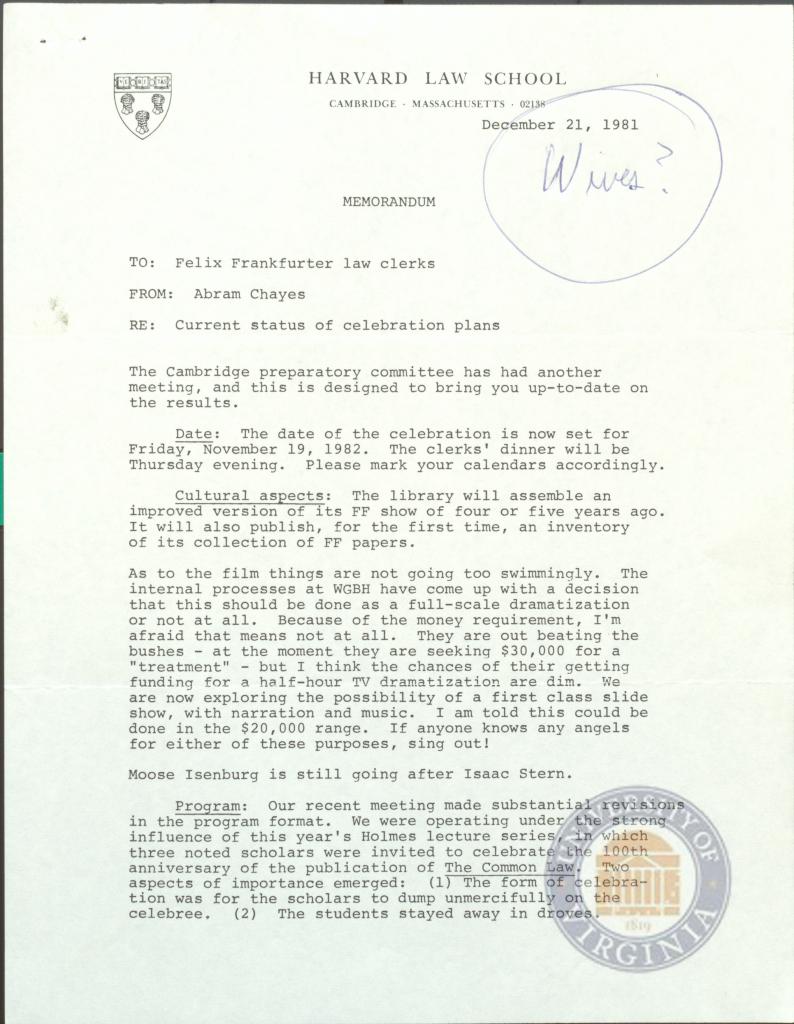 HARVARD LAW SCHOOL
CAMBRIDGE · MASSACHUSETTS · 02138
December 21, 1981
Wives?
MEMORANDUM
TO: Felix Frankfurter law clerks
FROM: Abram Chayes
RE: Current status of celebration plans
The Cambridge preparatory committee has had another
meeting, and this is designed to bring you up-to-date on
the results.
Date: The date of the celebration is now set for
Friday, November 19, 1982. The clerks' dinner will be
Thursday evening. Please mark your calendars accordingly.
Cultural aspects: The library will assemble an
improved version of its FF show of four or five years ago.
It will also publish, for the first time, an inventory
of its collection of FF papers.
As to the film things are not going too swimmingly. The
internal processes at WGBH have come up with a decision
that this should be done as a full-scale dramatization
or not at all. Because of the money requirement, I'm
afraid that means not at all. They are out beating the
bushes - at the moment they are seeking $30,000 for a
"treatment" - but I think the chances of their getting
funding for a half-hour TV dramatization are dim. We
are now exploring the possibility of a first class slide
show, with narration and music. I am told this could be
done in the $20,000 range. If anyone knows any angels
for either of these purposes, sing out!
Moose Isenburg is still going after Isaac Stern.
Program: Our recent meeting made substantial revisions
in the program format. We were operating under the strong
influence of this year's Holmes lecture series, in which
three noted scholars were invited to celebrate the 100th
anniversary of the publication of The Common Law. Two
aspects of importance emerged: (1) The form of celebra-
tion was for the scholars to dump unmercifully on the
celebree. (2) The students stayed away in droves.
UNIVERSITY OF
VIRGINIA
1819